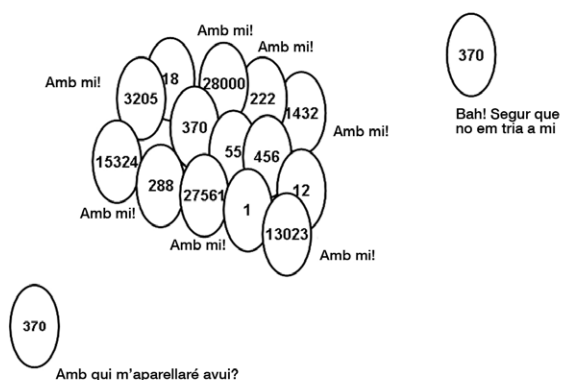 Amb mi!
Amb mi!
Amb mi!
18
28000
3205
222
1432
370
370
Bah! Segur que
no em tria a mi
Amb mi!
55
456
15324
288
27561
12
1
Amb mi!
Amb mi!
13023
Amb mi!
370
Amb qui m'aparellaré avui?